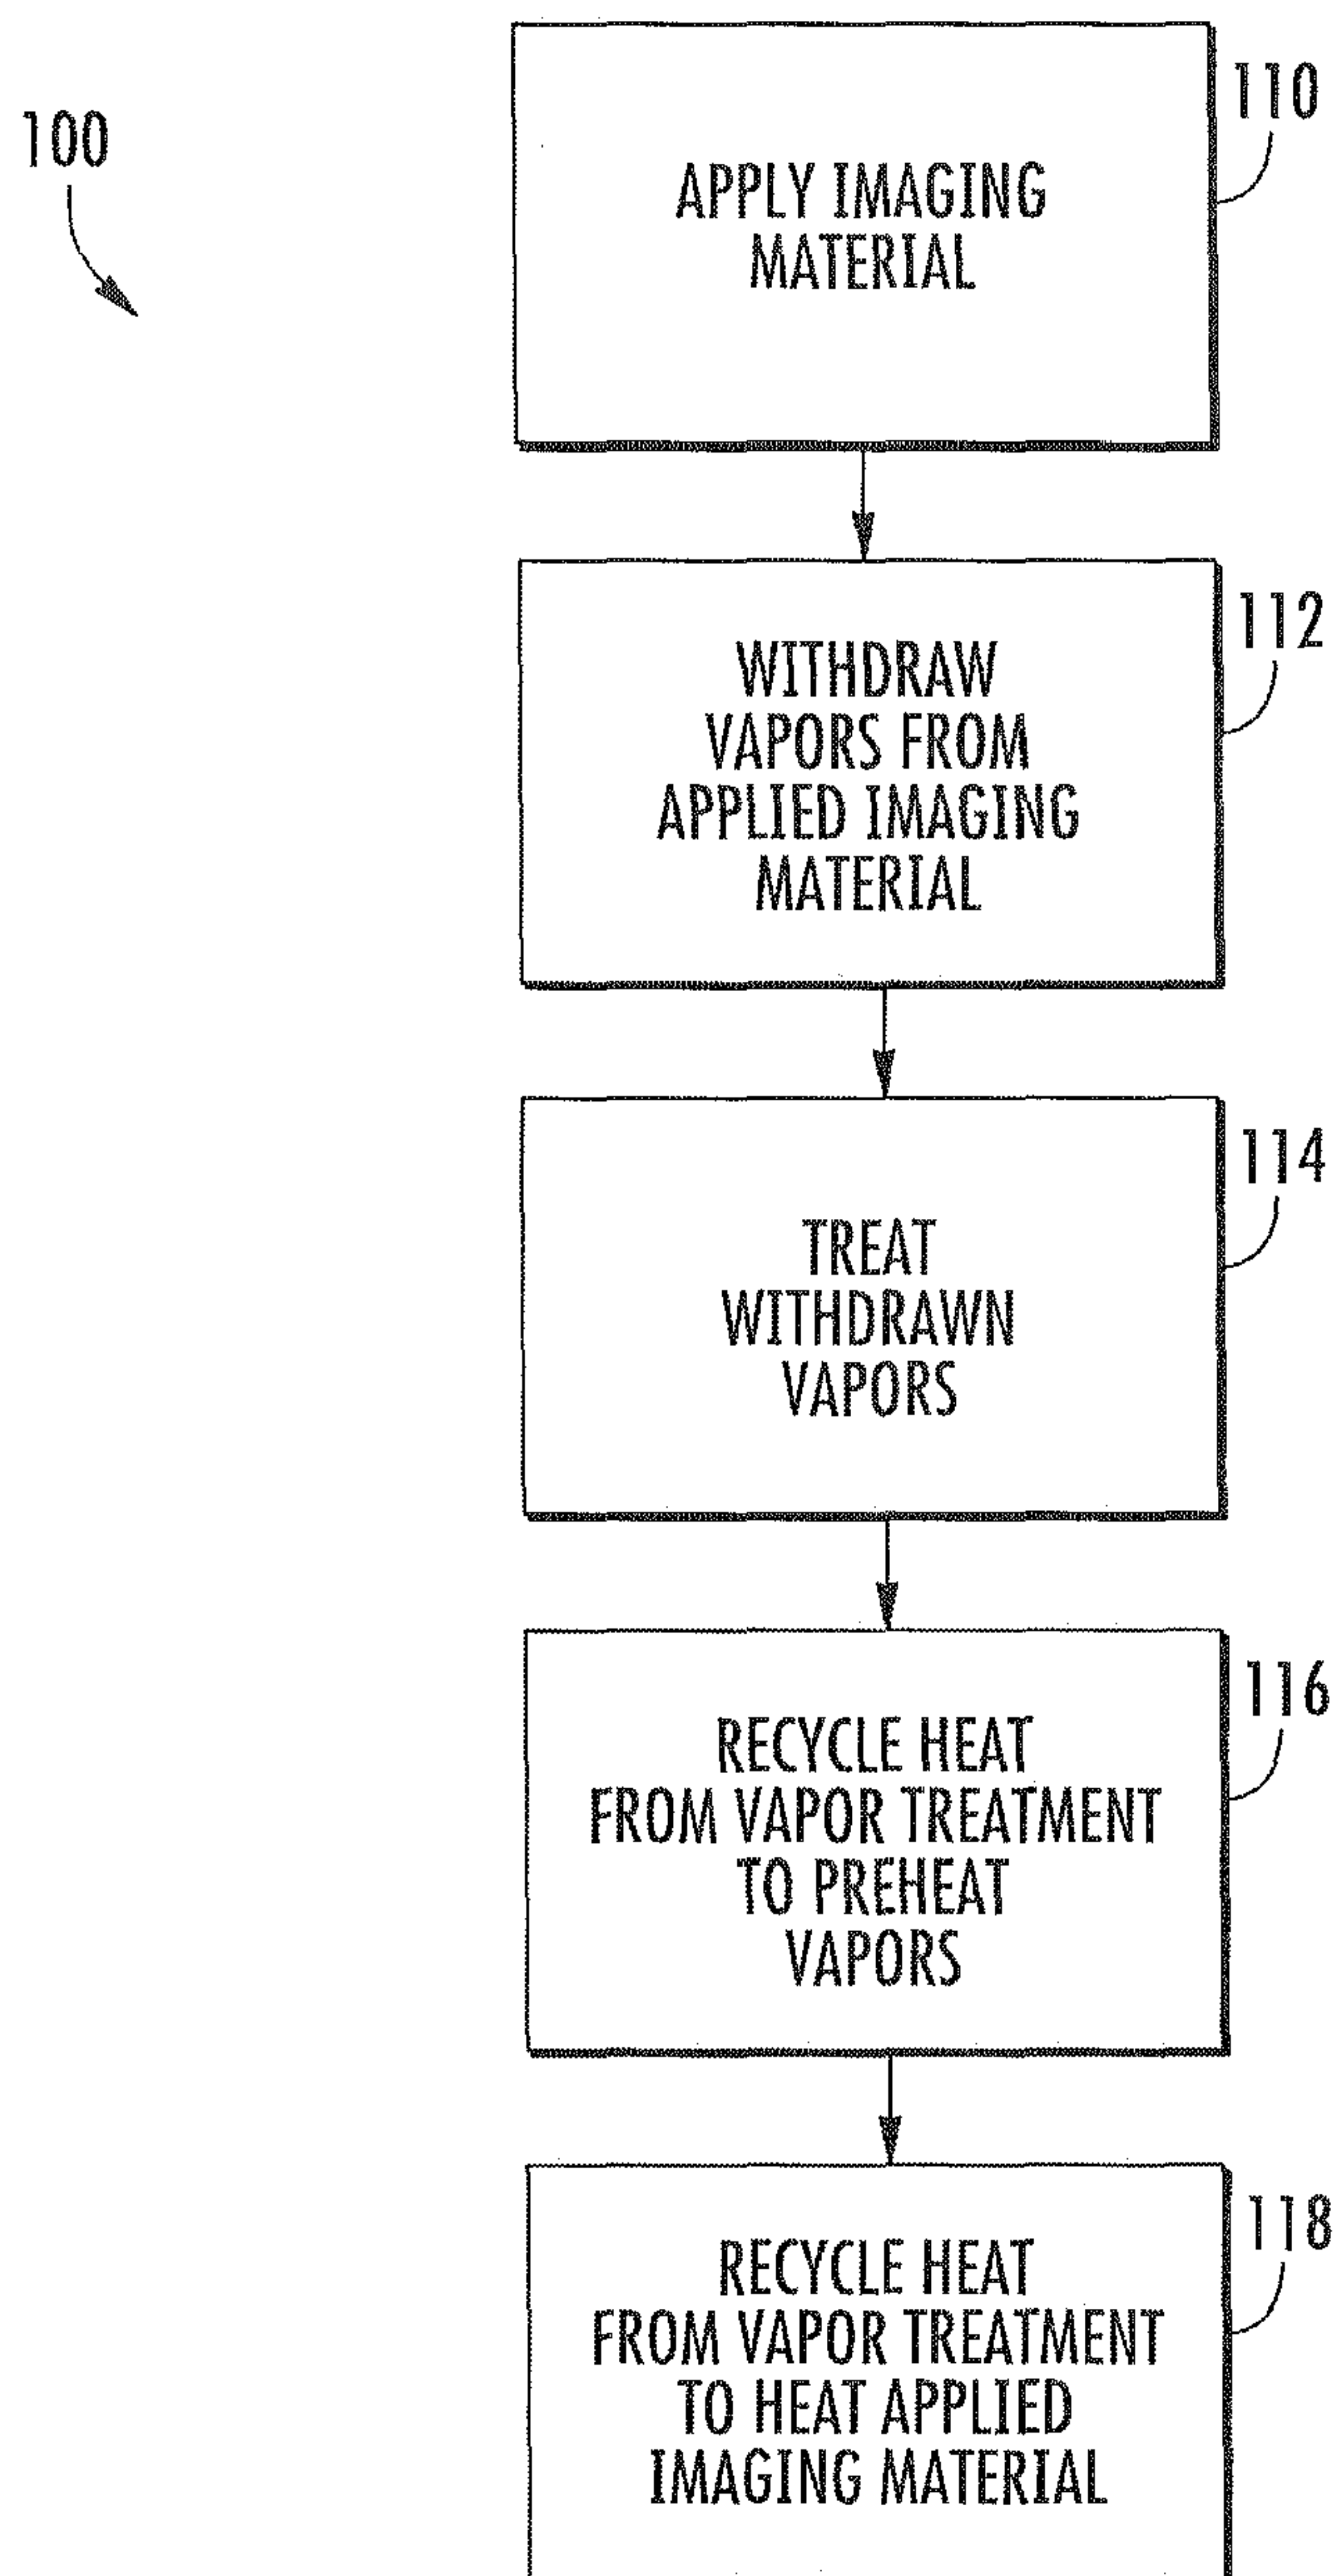 100
110
APPLY IMAGING
MATERIAL
112
WITHDRAW
VAPORS FROM
APPLIED IMAGING
MATERIAL
114
TREAT
WITHDRAWN
VAPORS
116
RECYCLE HEAT
FROM VAPOR TREATMENT
TO PREHEAT
VAPORS
118
RECYCLE HEAT
FROM VAPOR TREATMENT
TO HEAT APPLIED
IMAGING MATERIAL